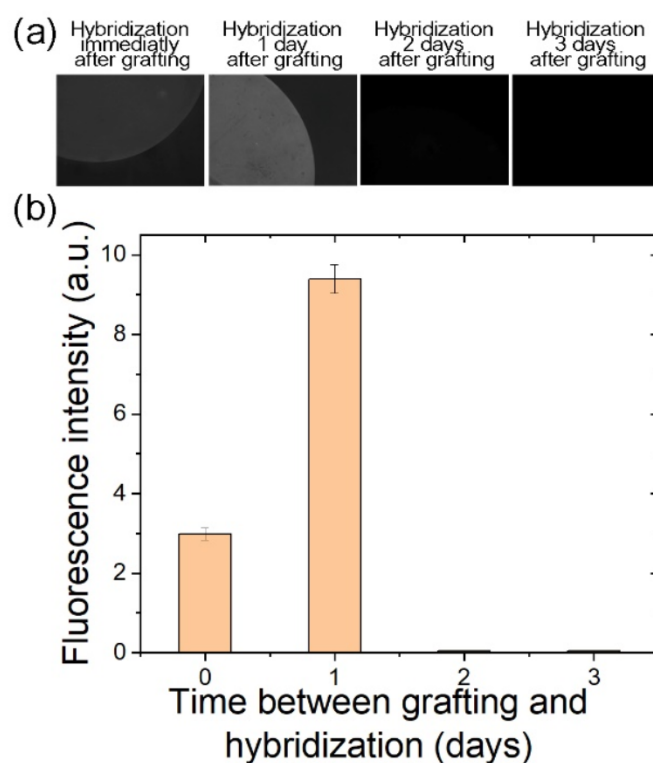 (a)
Hybridization
immediatly
after grafting
Hybridization
1 day
after grafting
Hybridization
2 days
after grafting
Hybridization
3 days
after grafting
(b)
Fluorescence intensity (a.u.)
10
8
6
4
2
0
0 1 2 3
Time between grafting and
hybridization (days)